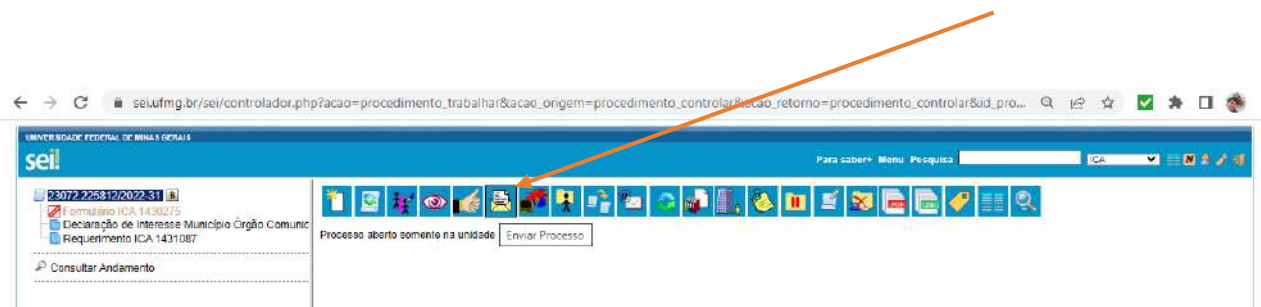 sei.ufmg.br/sei/controlador.php?acao=procedimento_trabalhar&acao_origem=procedimento_controlar&acao_retorno=procedimento_controlar&id_pro...
UNIVERSIDADE FEDERAL DE MINAS GERAIS
sei!
Para saber+ Menu Pesquisa
ICA
23072.225812/2022-31
Formulário ICA 1430275
Declaração de Interesse Município Órgão Comunic
Requerimento ICA 1431087
Consultar Andamento
Processo aberto somente na unidade
Enviar Processo